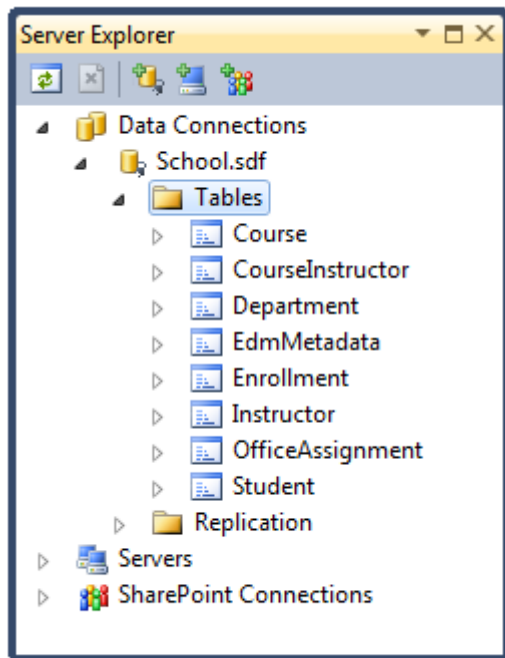 Server Explorer
Data Connections
School.sdf
Tables
Course
CourseInstructor
Department
EdmMetadata
Enrollment
Instructor
OfficeAssignment
Student
Replication
Servers
SharePoint Connections